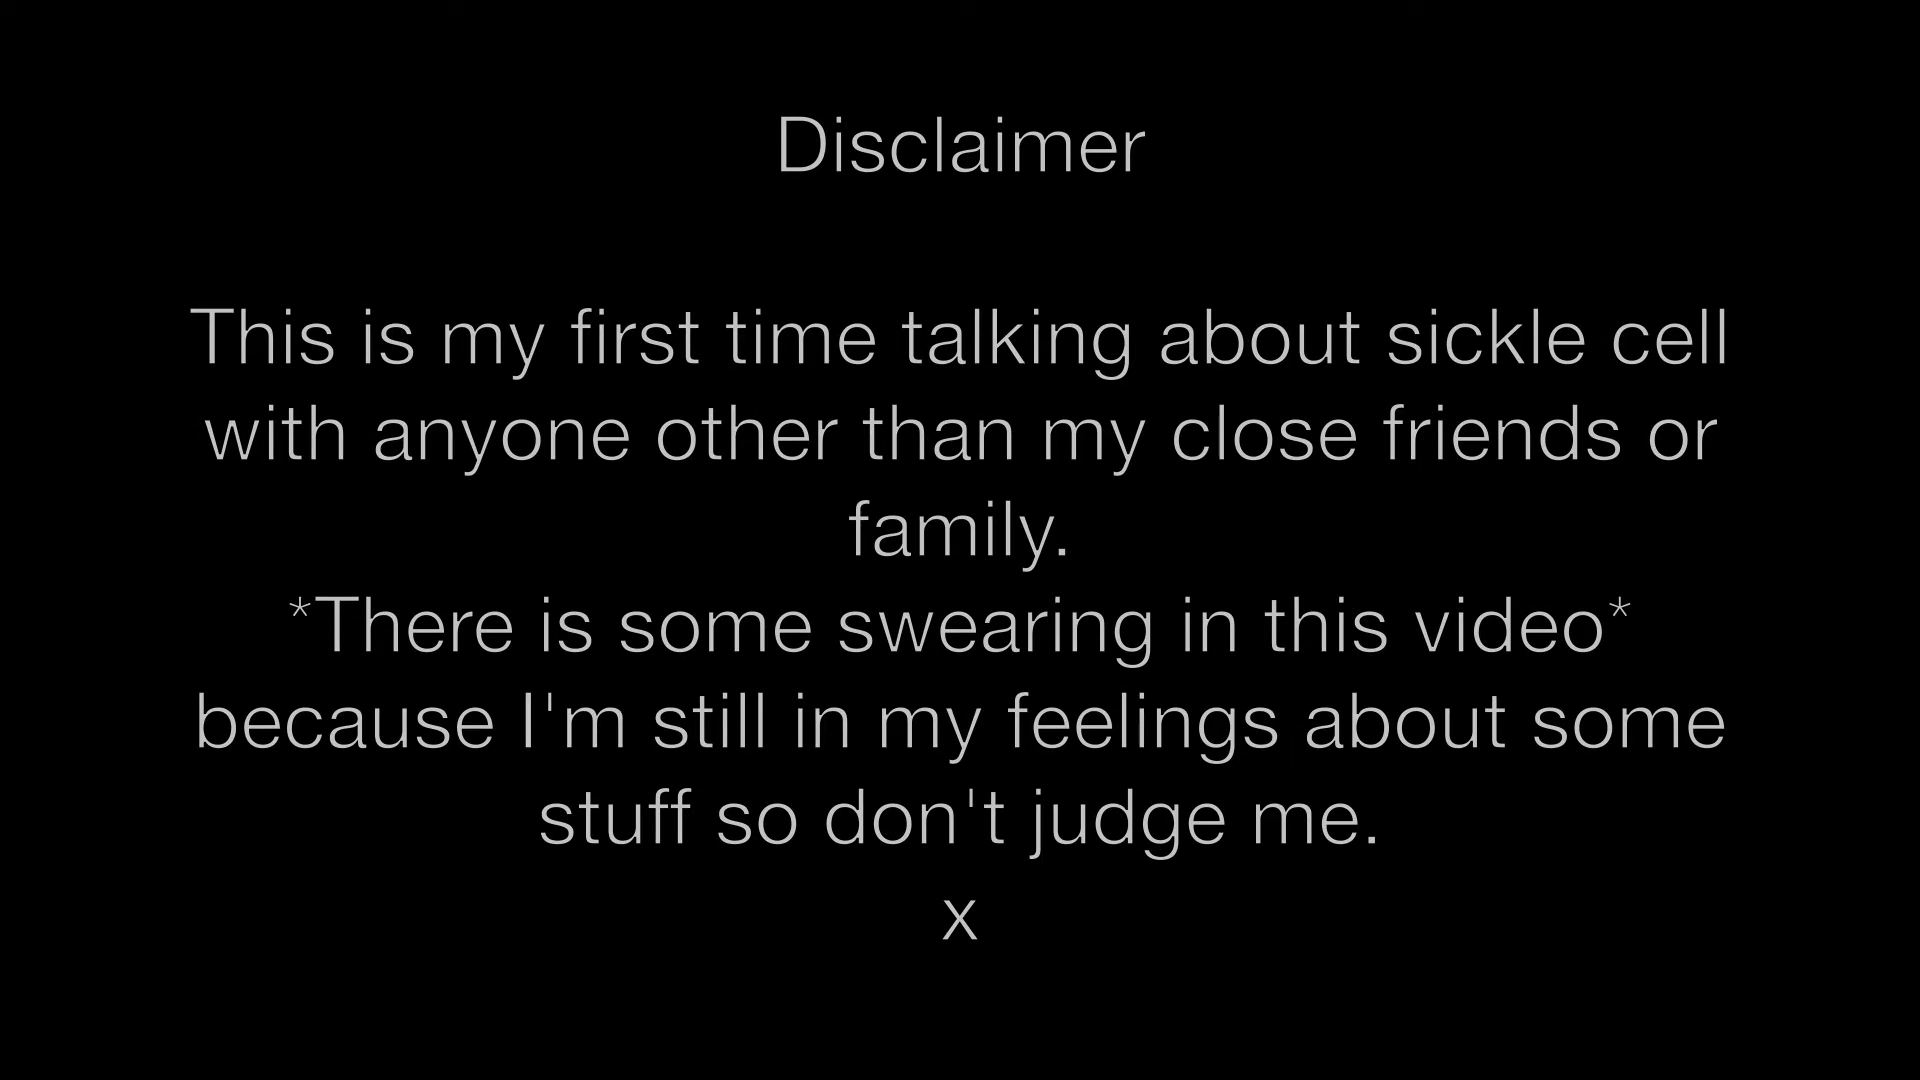 Disclaimer
This is my first time talking about sickle cell
with anyone other than my close friends or
family.
*There is some swearing in this video*
because I'm still in my feelings about some
stuff so don't judge me.
x